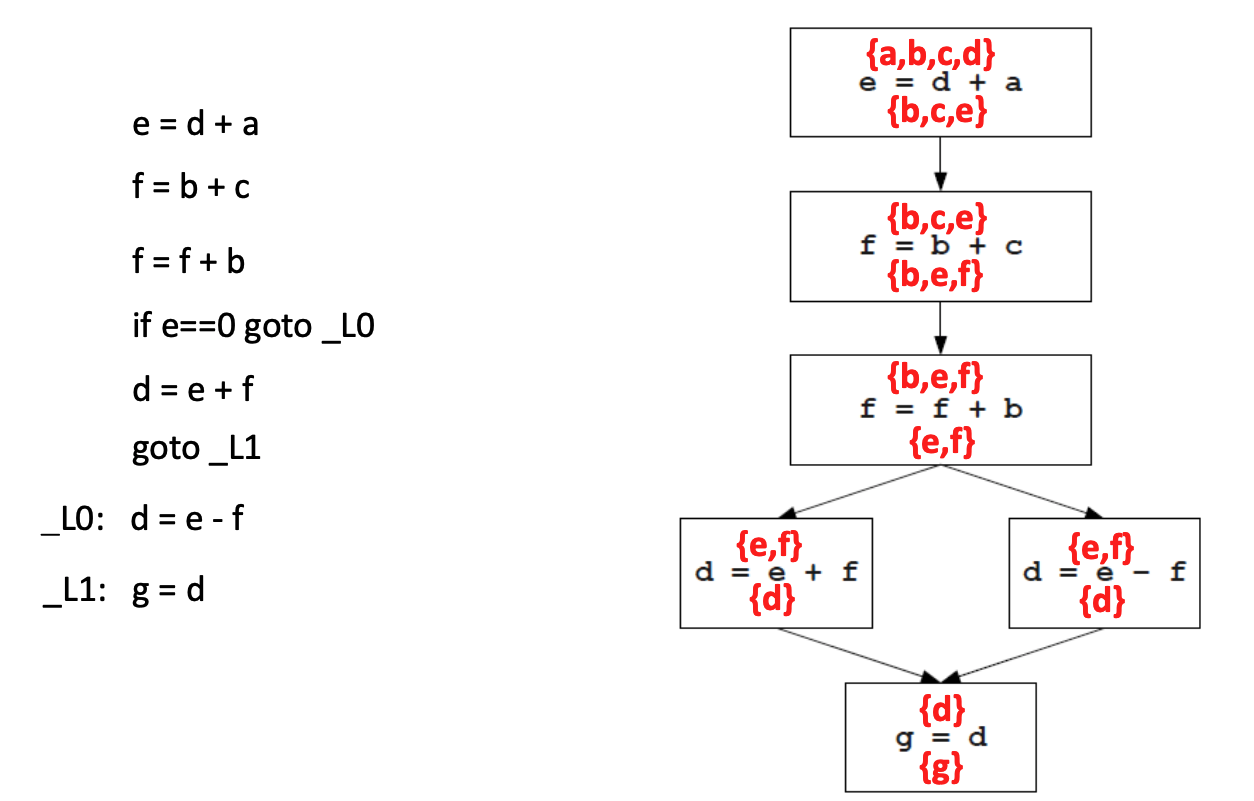 e = d + a
f = b + c
f = f + b
if e==0 goto _L0
d = e + f
goto _L1
_L0: d = e - f
_L1: g = d
{a,b,c,d}
e = d + a
{b,c,e}
{b,c,e}
f = b + c
{b,e,f}
{b,e,f}
f = f + b
{e,f}
{e,f}
d = e + f
{d}
{e,f}
d = e - f
{d}
{d}
g = d
{g}